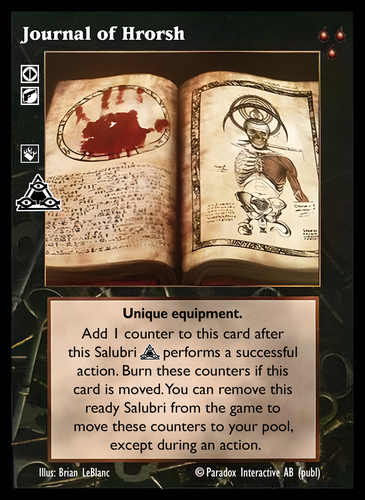 Journal of Hrorsh
Unique equipment.
Add 1 counter to this card after
this Salubri performs a successful
action. Burn these counters if this
card is moved. You can remove this
ready Salubri from the game to
move these counters to your pool,
except during an action.
Illus: Brian LeBlanc
© Paradox Interactive AB (publ)